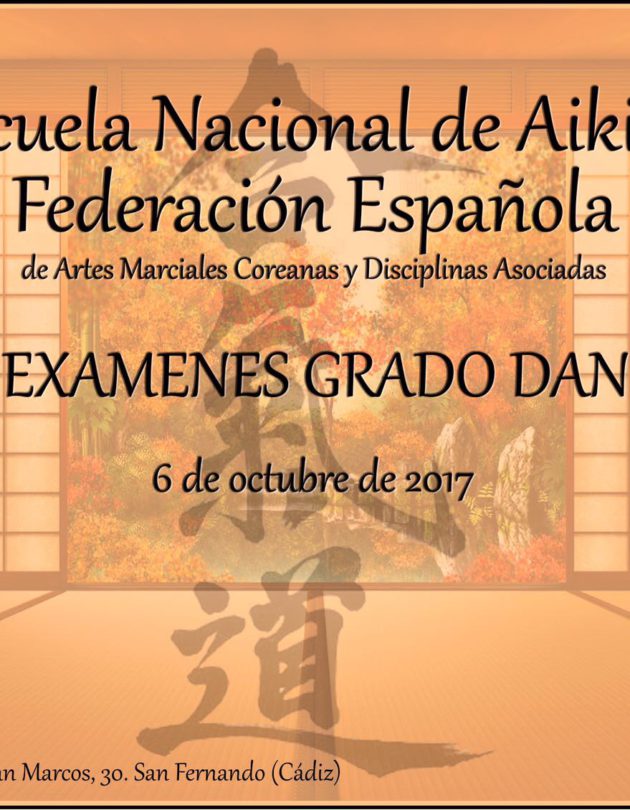 cuela Nacional de Aiki
Federación Española
de Artes Marciales Coreanas y Disciplinas Asociadas
EXAMENES GRADO DAN
6 de octubre de 2017
合氣道
an Marcos, 30. San Fernando (Cádiz)